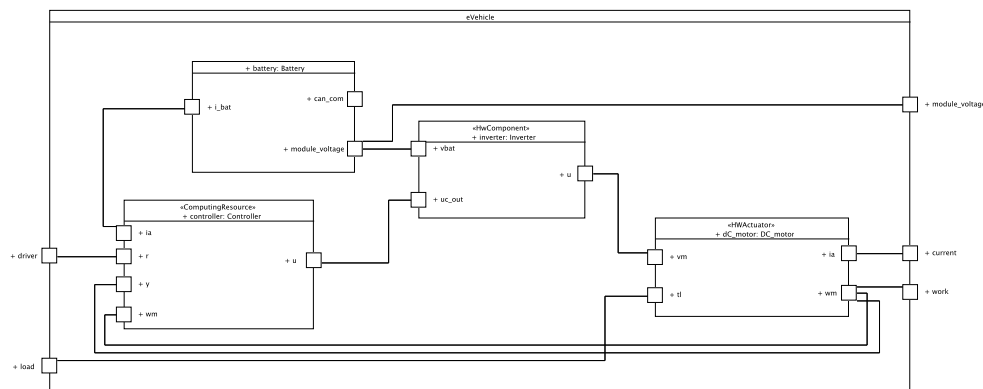 eVehicle
+ battery: Battery
+ i_bat
+ can_com
+ module_voltage
+ module_voltage
«HwComponent»
+ inverter: Inverter
+ vbat
+ u
+ uc_out
«ComputingResource»
+ controller: Controller
+ ia
+ r
+ y
+ wm
+ u
+ driver
+ load
«HWActuator»
+ dC_motor: DC_motor
+ vm
+ tl
+ ia
+ wm
+ current
+ work